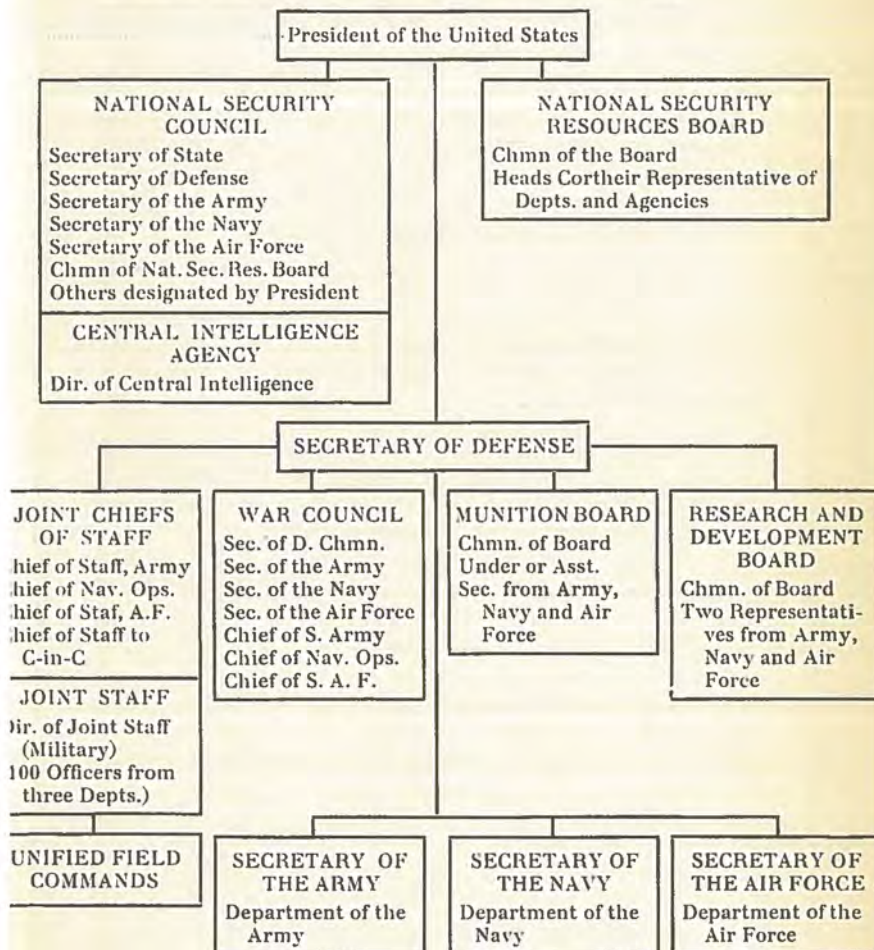 President of the United States
NATIONAL SECURITY
COUNCIL
Secretary of State
Secretary of Defense
Secretary of the Army
Secretary of the Navy
Secretary of the Air Force
Chmn of Nat. Sec. Res. Board
Others designated by President
CENTRAL INTELLIGENCE
AGENCY
Dir. of Central Intelligence
NATIONAL SECURITY
RESOURCES BOARD
Chmn of the Board
Heads Cortheir Representative of
Depts. and Agencies
SECRETARY OF DEFENSE
JOINT CHIEFS
OF STAFF
hief of Staff, Army
hief of Nav. Ops.
hief of Staf, A.F.
hief of Staff to
C-in-C
JOINT STAFF
Dir. of Joint Staff
(Military)
100 Officers from
three Depts.)
UNIFIED FIELD
COMMANDS
WAR COUNCIL
Sec. of D. Chmn.
Sec. of the Army
Sec. of the Navy
Sec. of the Air Force
Chief of S. Army
Chief of Nav. Ops.
Chief of S. A. F.
MUNITION BOARD
Chmn. of Board
Under or Asst.
Sec. from Army,
Navy and Air
Force
RESEARCH AND
DEVELOPMENT
BOARD
Chmn. of Board
Two Representati-
ves from Army,
Navy and Air
Force
SECRETARY OF
THE ARMY
Department of the
Army
SECRETARY OF
THE NAVY
Department of the
Navy
SECRETARY OF
THE AIR FORCE
Department of the
Air Force